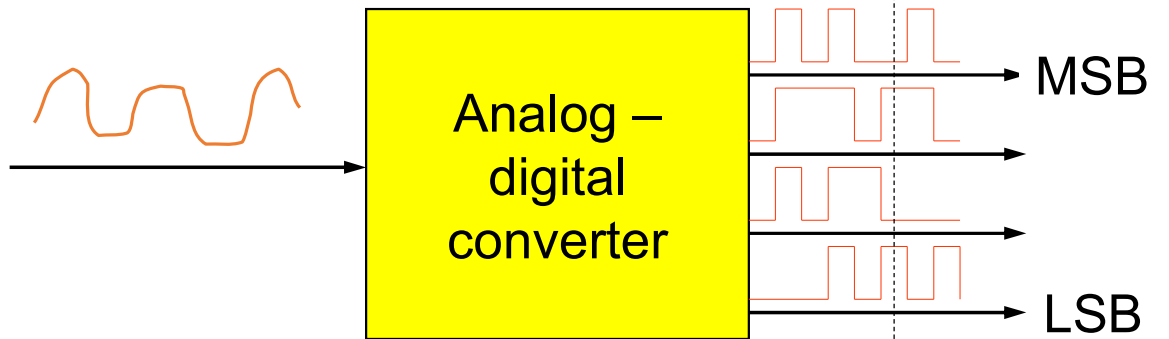 Analog –
digital
converter
MSB
LSB